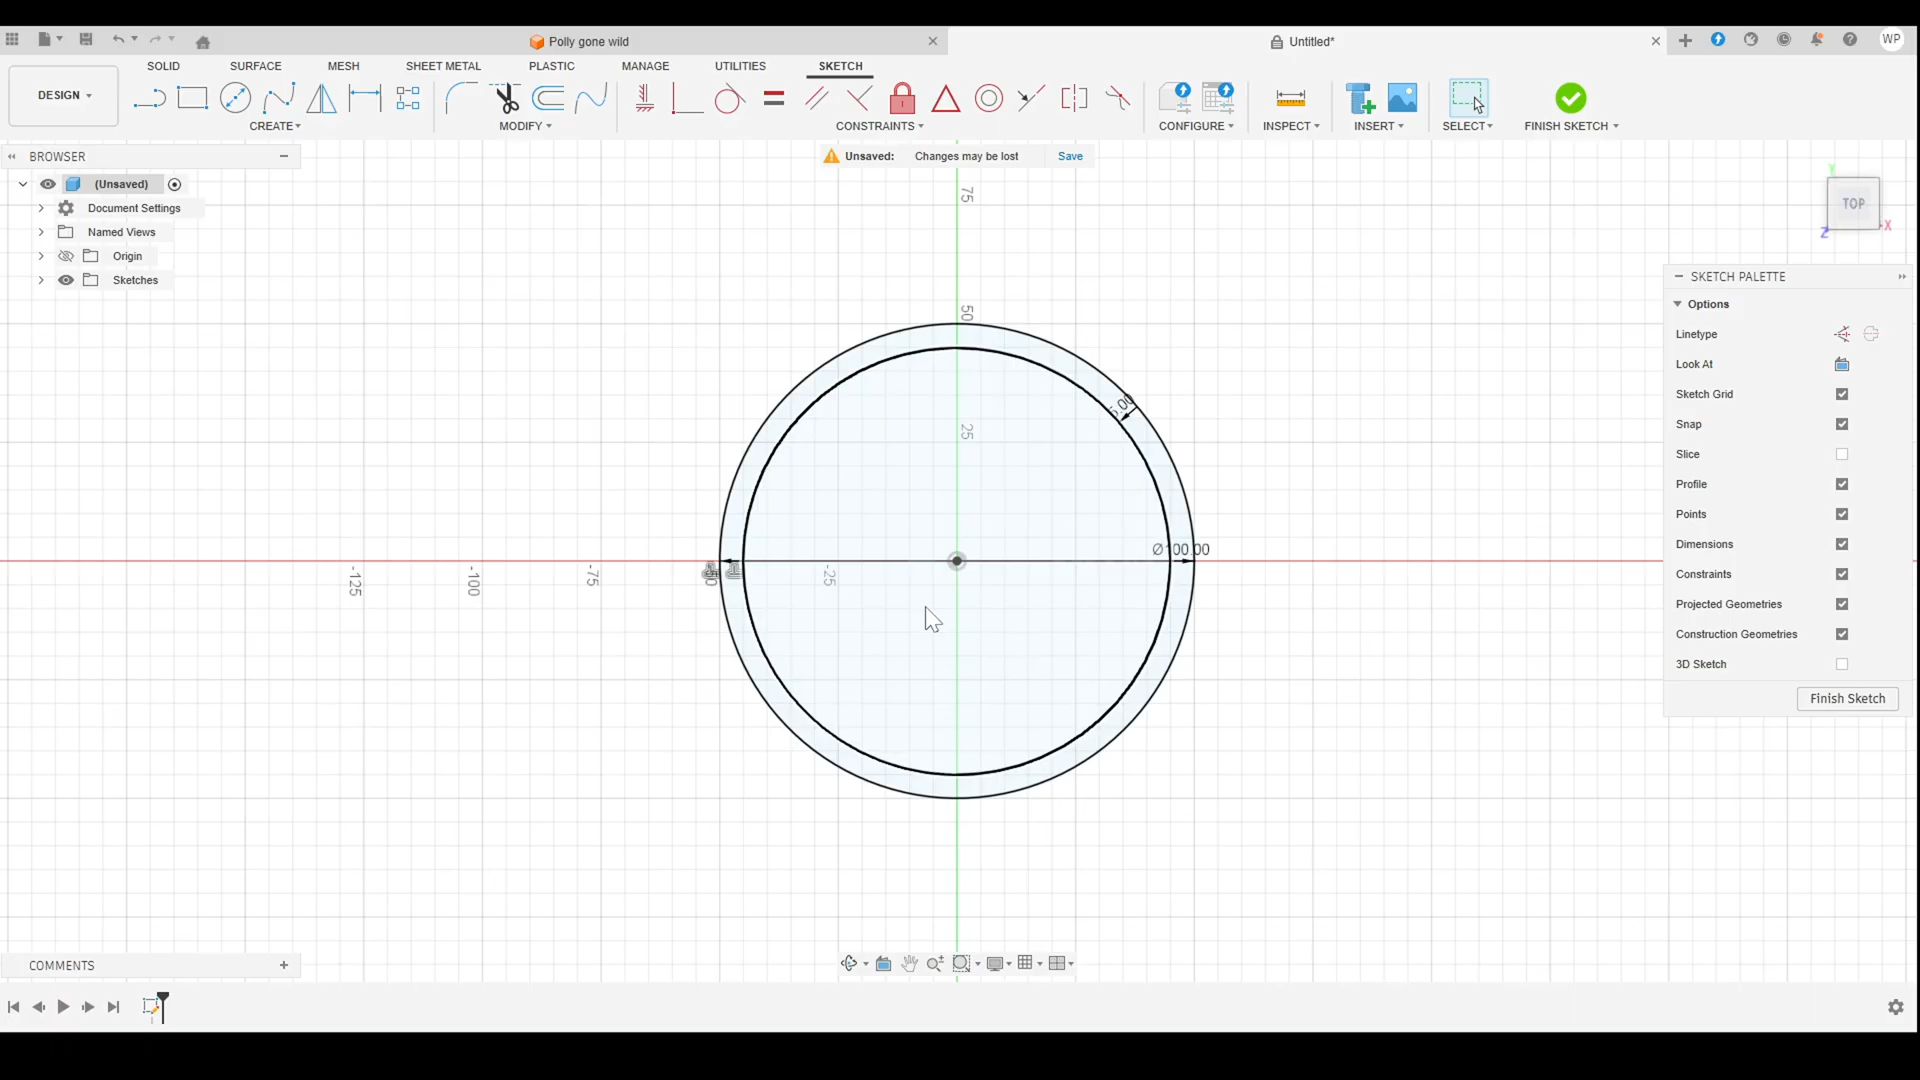 Polly gone wild
Untitled*
WP
SOLID
SURFACE
MESH
SHEET METAL
PLASTIC
MANAGE
UTILITIES
SKETCH
DESIGN
CREATE
MODIFY
CONSTRAINTS
CONFIGURE
INSPECT
INSERT
SELECT
FINISH SKETCH
BROWSER
Unsaved:
Changes may be lost
Save
(Unsaved)
Document Settings
Named Views
Origin
Sketches
75
50
25
5.00
Ø100.00
-125
-100
-75
-25
Y
TOP
X
Z
SKETCH PALETTE
Options
Linetype
Look At
Sketch Grid
Snap
Slice
Profile
Points
Dimensions
Constraints
Projected Geometries
Construction Geometries
3D Sketch
Finish Sketch
COMMENTS